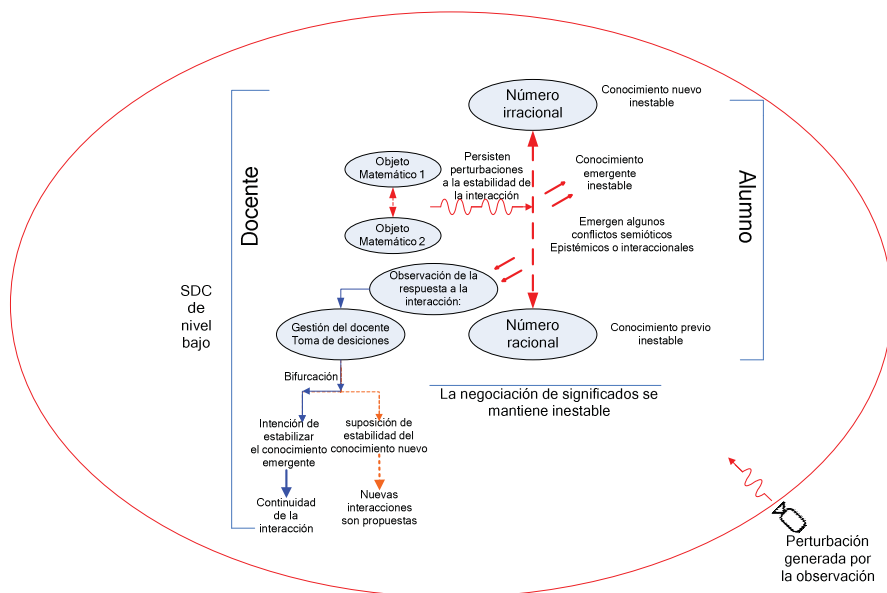 SDC
de
nivel
bajo
Docente
Objeto
Matemático 1
Objeto
Matemático 2
Persisten
perturbaciones
a la estabilidad de
la interacción
Número
irracional
Conocimiento nuevo
inestable
Conocimiento
emergente
inestable
Emergen algunos
conflictos semióticos
Epistémicos o interaccionales
Alumno
Observación de la
respuesta a la
interacción:
Gestión del docente
Toma de desiciones
Número
racional
Conocimiento previo
inestable
Bifurcación
La negociación de significados se
mantiene inestable
Intención de
estabilizar
el conocimiento
emergente
suposición de
estabilidad del
conocimiento nuevo
Continuidad
de la
interacción
Nuevas
interacciones
son propuestas
Perturbación
generada por
la observación